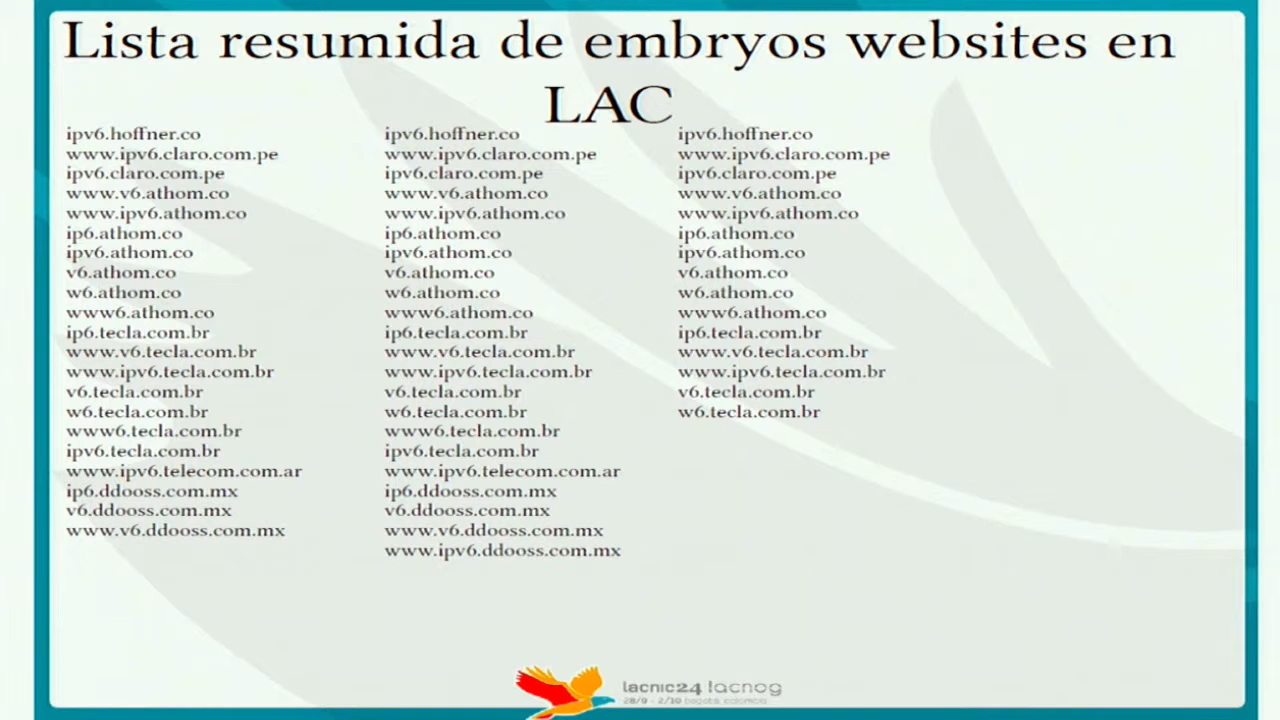 Lista resumida de embryos websites en
LAC
ipv6.hoffner.co
www.ipv6.claro.com.pe
ipv6.claro.com.pe
www.v6.athom.co
www.ipv6.athom.co
ip6.athom.co
ipv6.athom.co
v6.athom.co
w6.athom.co
www6.athom.co
ip6.tecla.com.br
www.v6.tecla.com.br
www.ipv6.tecla.com.br
v6.tecla.com.br
w6.tecla.com.br
www6.tecla.com.br
ipv6.tecla.com.br
www.ipv6.telecom.com.ar
ip6.ddooss.com.mx
v6.ddooss.com.mx
www.v6.ddooss.com.mx
ipv6.hoffner.co
www.ipv6.claro.com.pe
ipv6.claro.com.pe
www.v6.athom.co
www.ipv6.athom.co
ip6.athom.co
ipv6.athom.co
v6.athom.co
w6.athom.co
www6.athom.co
ip6.tecla.com.br
www.v6.tecla.com.br
www.ipv6.tecla.com.br
v6.tecla.com.br
w6.tecla.com.br
www6.tecla.com.br
ipv6.tecla.com.br
www.ipv6.telecom.com.ar
ip6.ddooss.com.mx
v6.ddooss.com.mx
www.v6.ddooss.com.mx
www.ipv6.ddooss.com.mx
ipv6.hoffner.co
www.ipv6.claro.com.pe
ipv6.claro.com.pe
www.v6.athom.co
www.ipv6.athom.co
ip6.athom.co
ipv6.athom.co
v6.athom.co
w6.athom.co
www6.athom.co
ip6.tecla.com.br
www.v6.tecla.com.br
www.ipv6.tecla.com.br
v6.tecla.com.br
w6.tecla.com.br
lacnic24 lacnog
28/9 - 2/10 bogotá, colombia